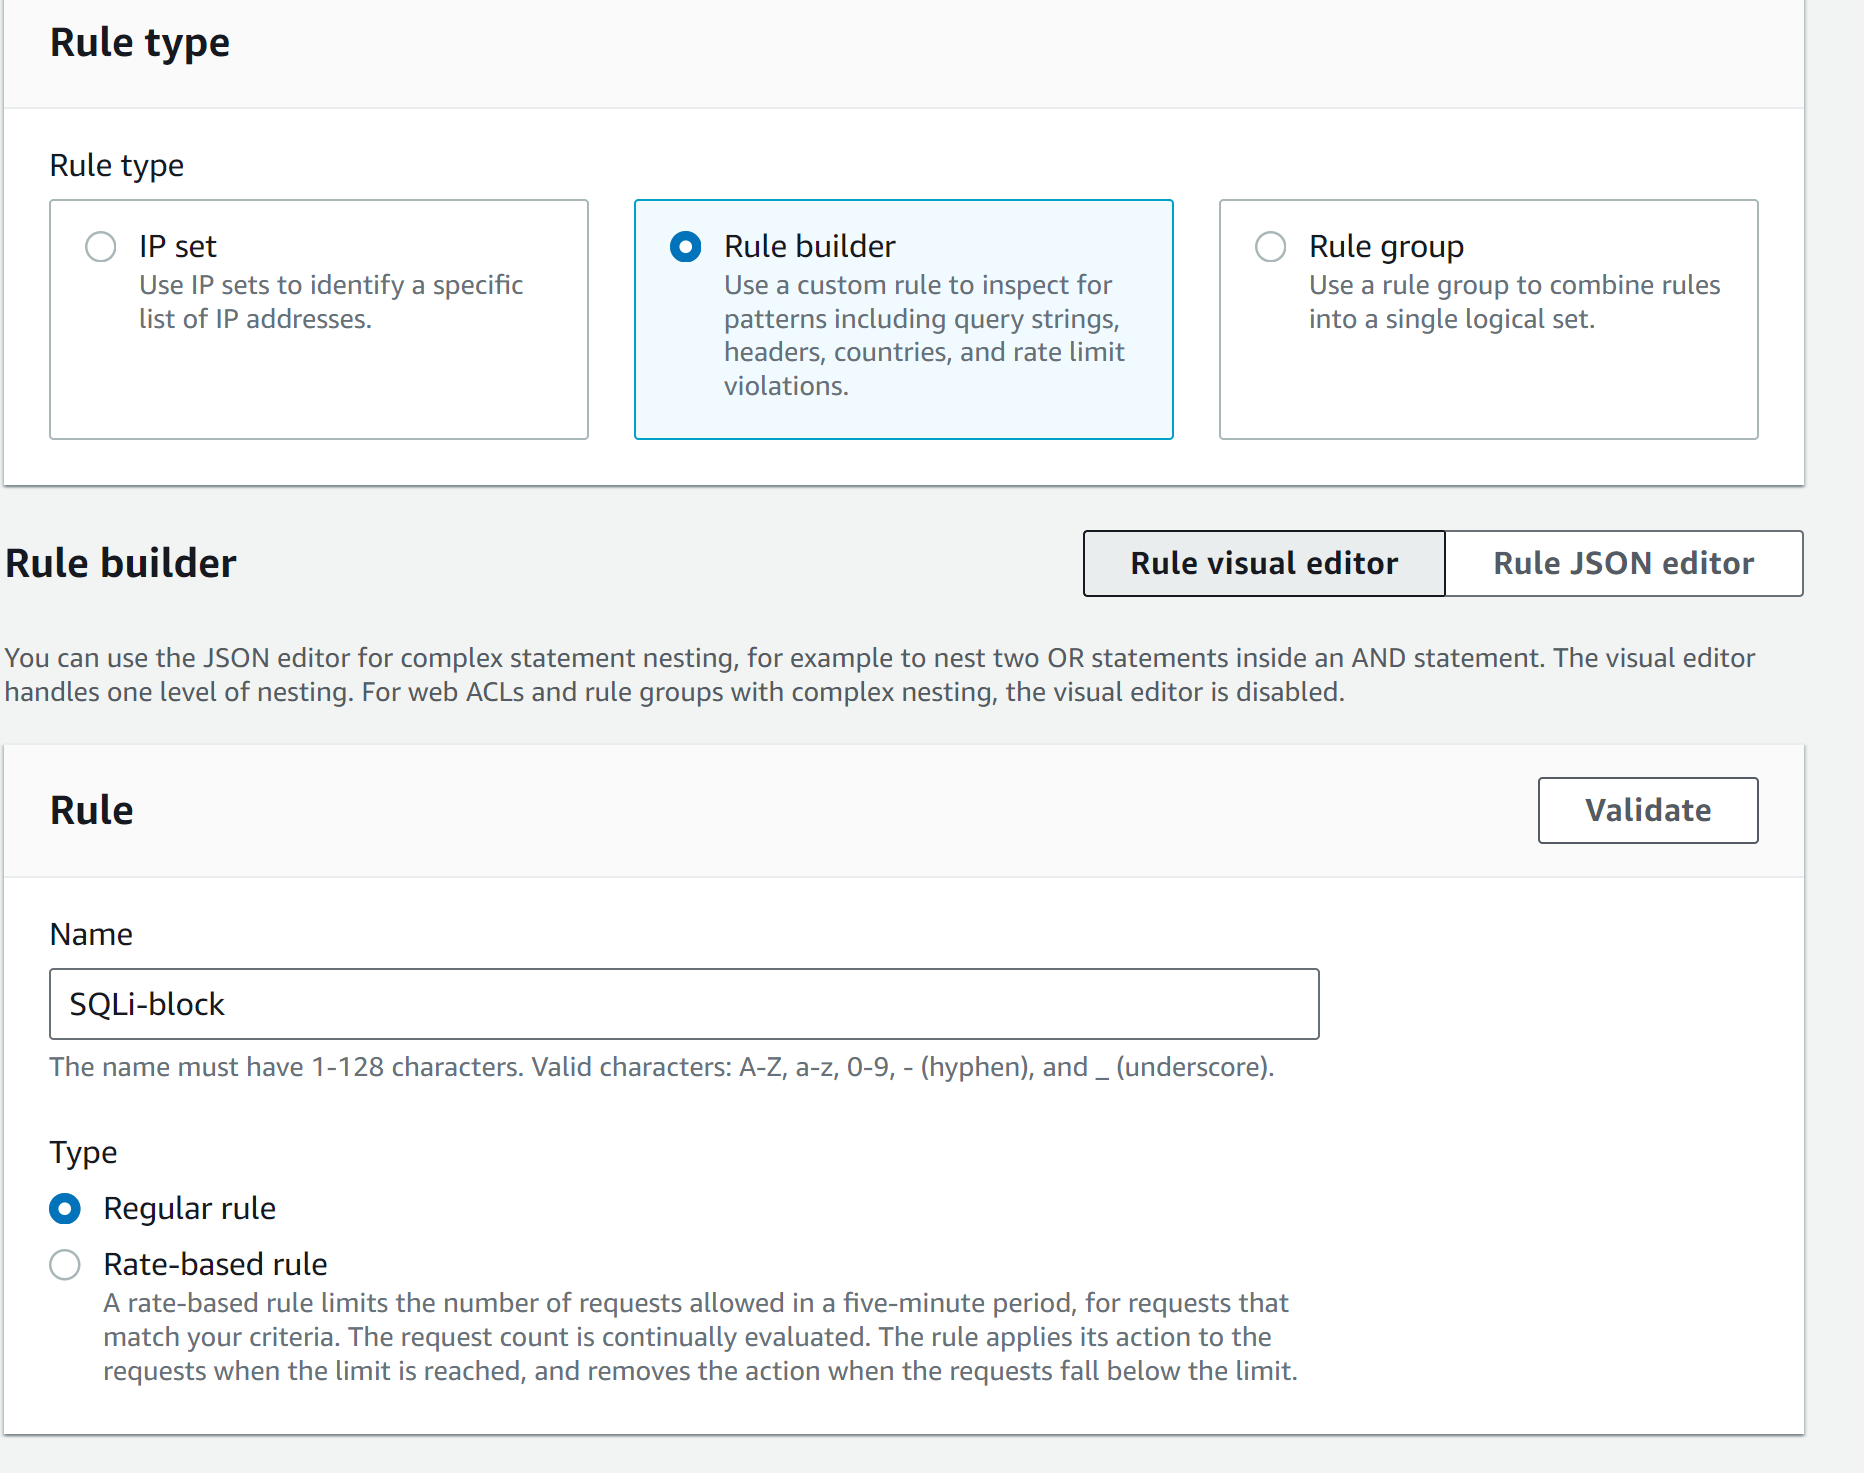 Rule type
Rule type
IP set
Use IP sets to identify a specific
list of IP addresses.
Rule builder
Use a custom rule to inspect for
patterns including query strings,
headers, countries, and rate limit
violations.
Rule group
Use a rule group to combine rules
into a single logical set.
Rule builder
Rule visual editor
Rule JSON editor
You can use the JSON editor for complex statement nesting, for example to nest two OR statements inside an AND statement. The visual editor
handles one level of nesting. For web ACLs and rule groups with complex nesting, the visual editor is disabled.
Rule
Validate
Name
SQLi-block
The name must have 1-128 characters. Valid characters: A-Z, a-z, 0-9, - (hyphen), and _ (underscore).
Type
Regular rule
Rate-based rule
A rate-based rule limits the number of requests allowed in a five-minute period, for requests that
match your criteria. The request count is continually evaluated. The rule applies its action to the
requests when the limit is reached, and removes the action when the requests fall below the limit.